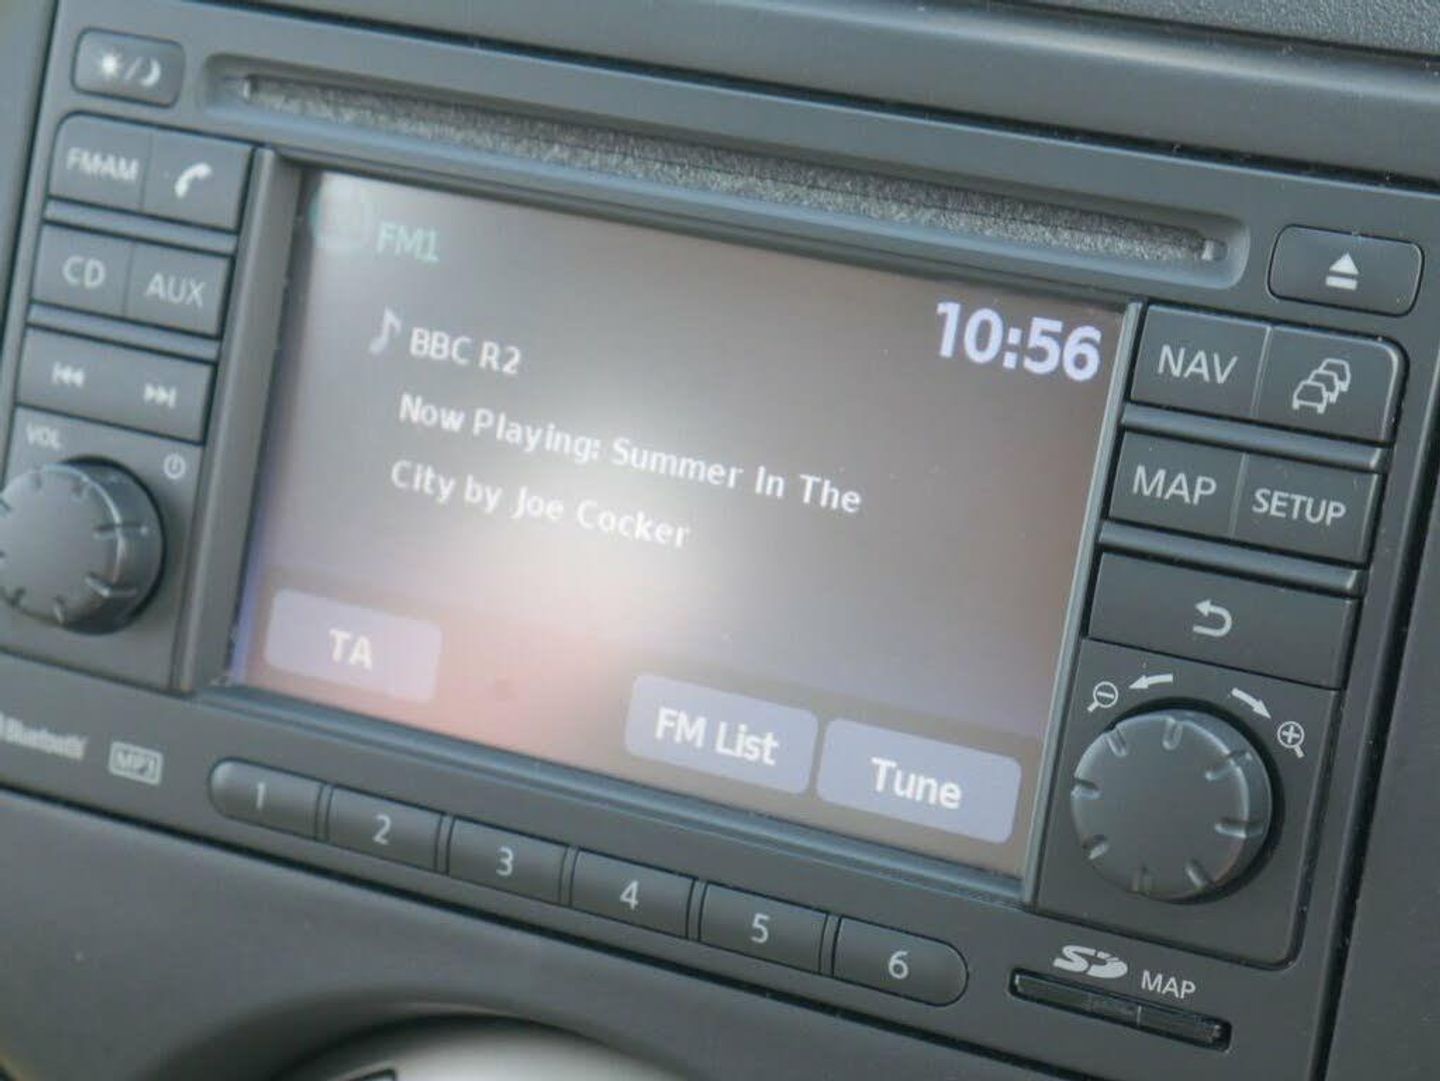 FM AM
CD AUX
VOL
FM1
10:56
BBC R2
Now Playing: Summer In The
City by Joe Cocker
TA
FM List
Tune
NAV
MAP SETUP
Bluetooth
MP3
1 2 3 4 5 6
SD MAP